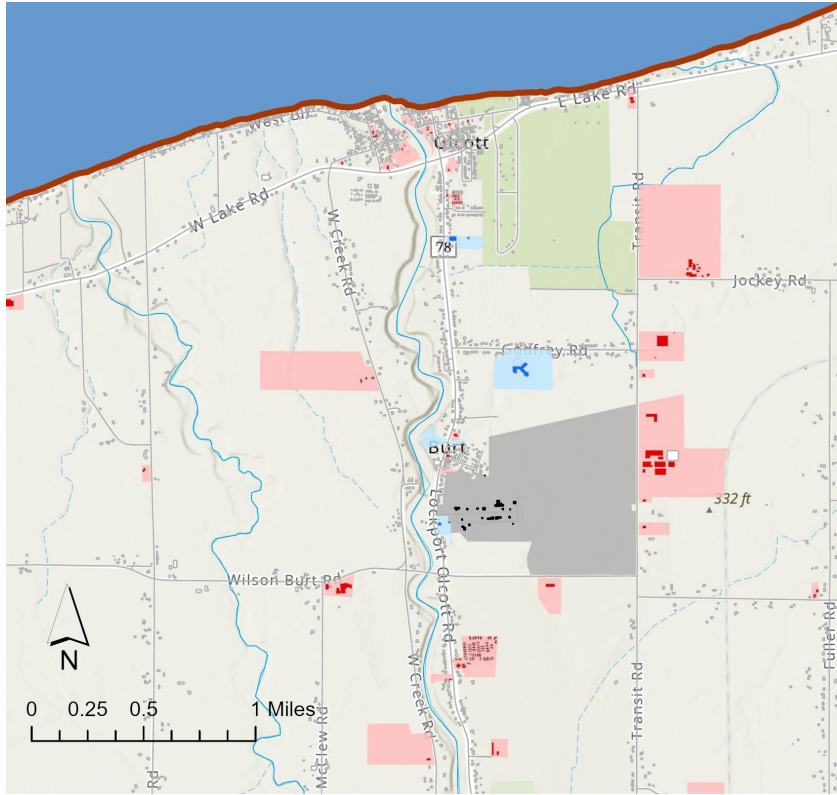 West Bl
E Lake Rd
Olcott
W Lake Rd
W Creek Rd
78
Transit Rd
Jockey Rd
Godfrey Rd
Burt
332 ft
Lockport Olcott Rd
Wilson Burt Rd
N
Fuller Rd
W Creek Rd
Transit Rd
McClew Rd
Rd
0 0.25 0.5 1 Miles